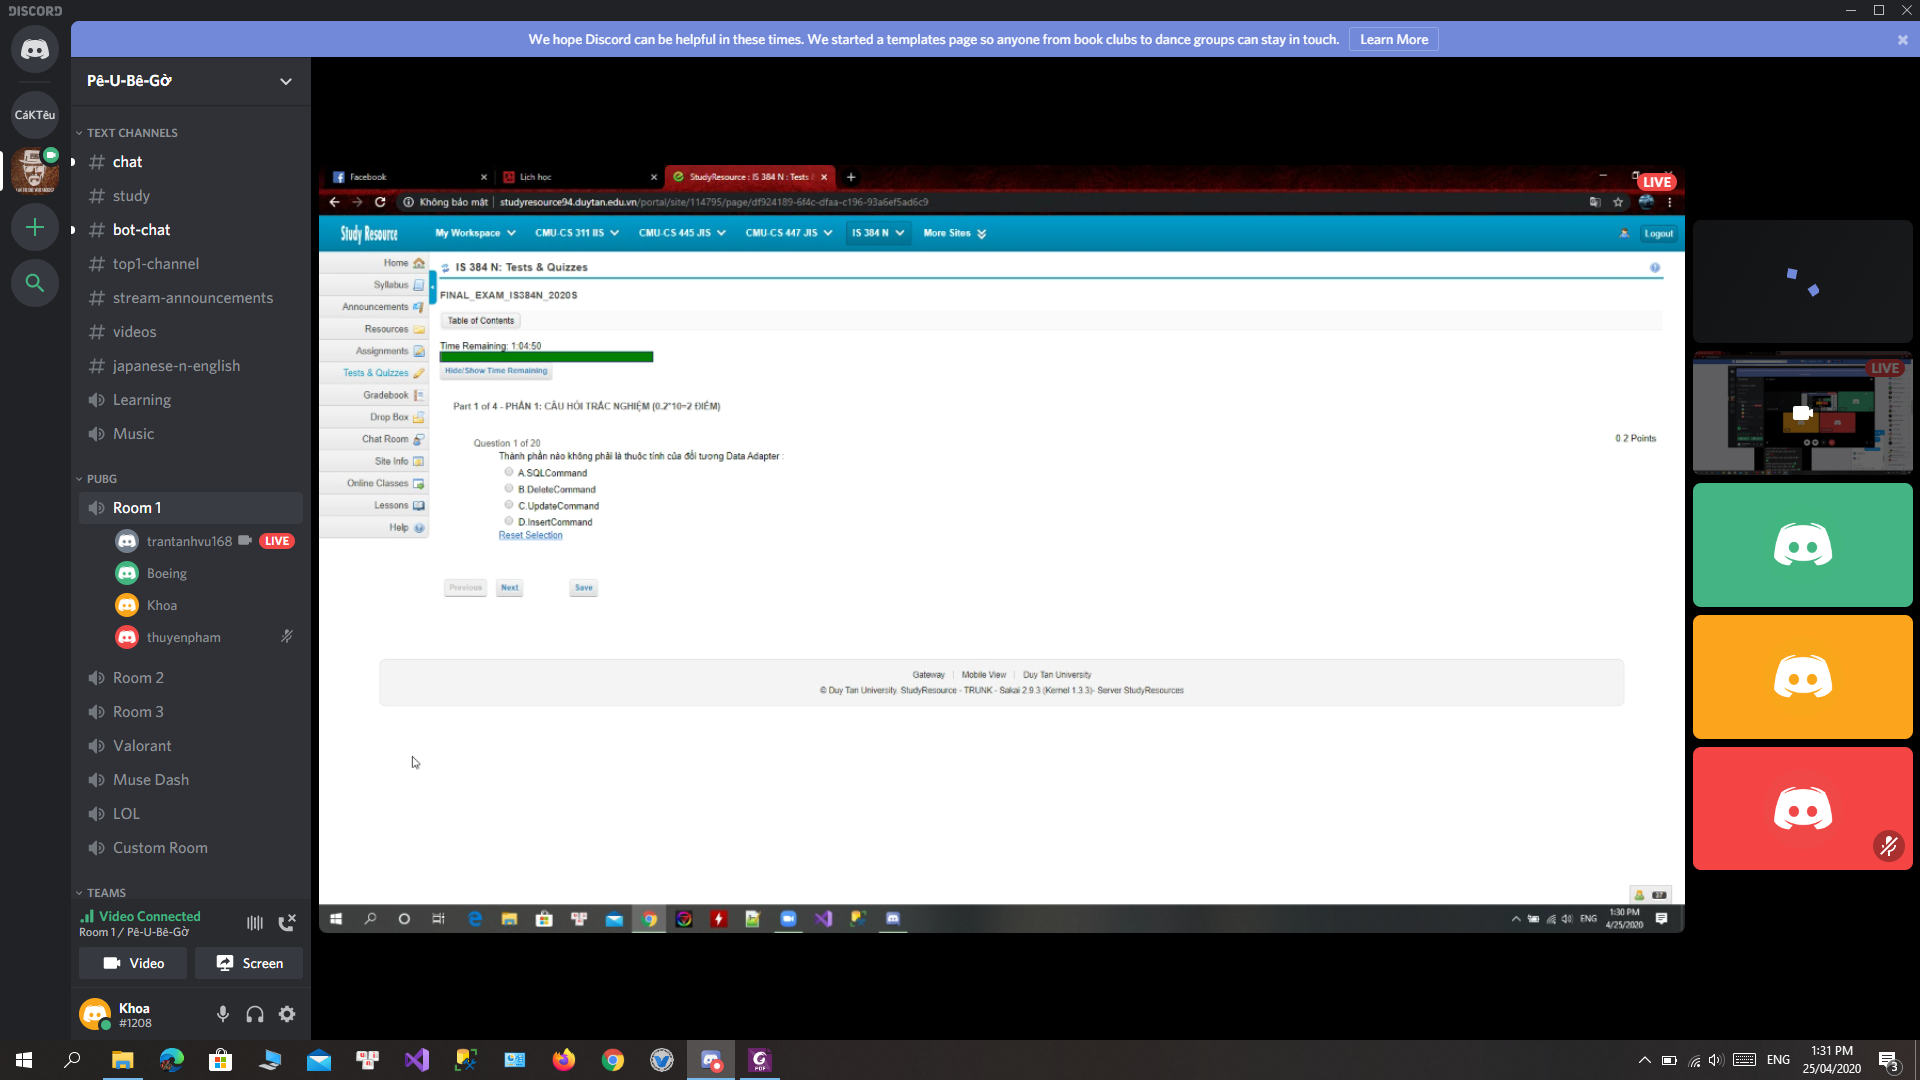 DISCORD
We hope Discord can be helpful in these times. We started a templates page so anyone from book clubs to dance groups can stay in touch.
Learn More
Pê-U-Bê-Gờ
CáKTêu
TEXT CHANNELS
chat
study
bot-chat
top1-channel
stream-announcements
videos
japanese-n-english
Learning
Music
PUBG
Room 1
trantanhvu168 LIVE
Boeing
Khoa
thuyenpham
Room 2
Room 3
Valorant
Muse Dash
LOL
Custom Room
TEAMS
Video Connected
Room 1 / Pê-U-Bê-Gờ
Video
Screen
Khoa
#1208
Facebook
Lịch học
StudyResource : IS 384 N : Tests
LIVE
Không bảo mật
studyresource94.duytan.edu.vn/portal/site/114795/page/df924189-6f4c-dfaa-c196-93a6ef5ad6c9
Study Resource
My Workspace
CMU-CS 311 IIS
CMU-CS 445 JIS
CMU-CS 447 JIS
IS 384 N
More Sites
Logout
Home
Syllabus
Announcements
Resources
Assignments
Tests & Quizzes
Gradebook
Drop Box
Chat Room
Site Info
Online Classes
Lessons
Help
IS 384 N: Tests & Quizzes
FINAL_EXAM_IS384N_2020S
Table of Contents
Time Remaining: 1:04:50
Hide/Show Time Remaining
Part 1 of 4 - PHẦN 1: CÂU HỎI TRẮC NGHIỆM (0.2*10=2 ĐIỂM)
Question 1 of 20
0.2 Points
Thành phần nào không phải là thuộc tính của đối tượng Data Adapter :
A.SQLCommand
B.DeleteCommand
C.UpdateCommand
D.InsertCommand
Reset Selection
Previous
Next
Save
Gateway
Mobile View
Duy Tan University
© Duy Tan University. StudyResource - TRUNK - Sakai 2.9.3 (Kernel 1.3.3)- Server StudyResources
37
ENG
1:30 PM
4/25/2020
LIVE
ENG
1:31 PM
25/04/2020
3